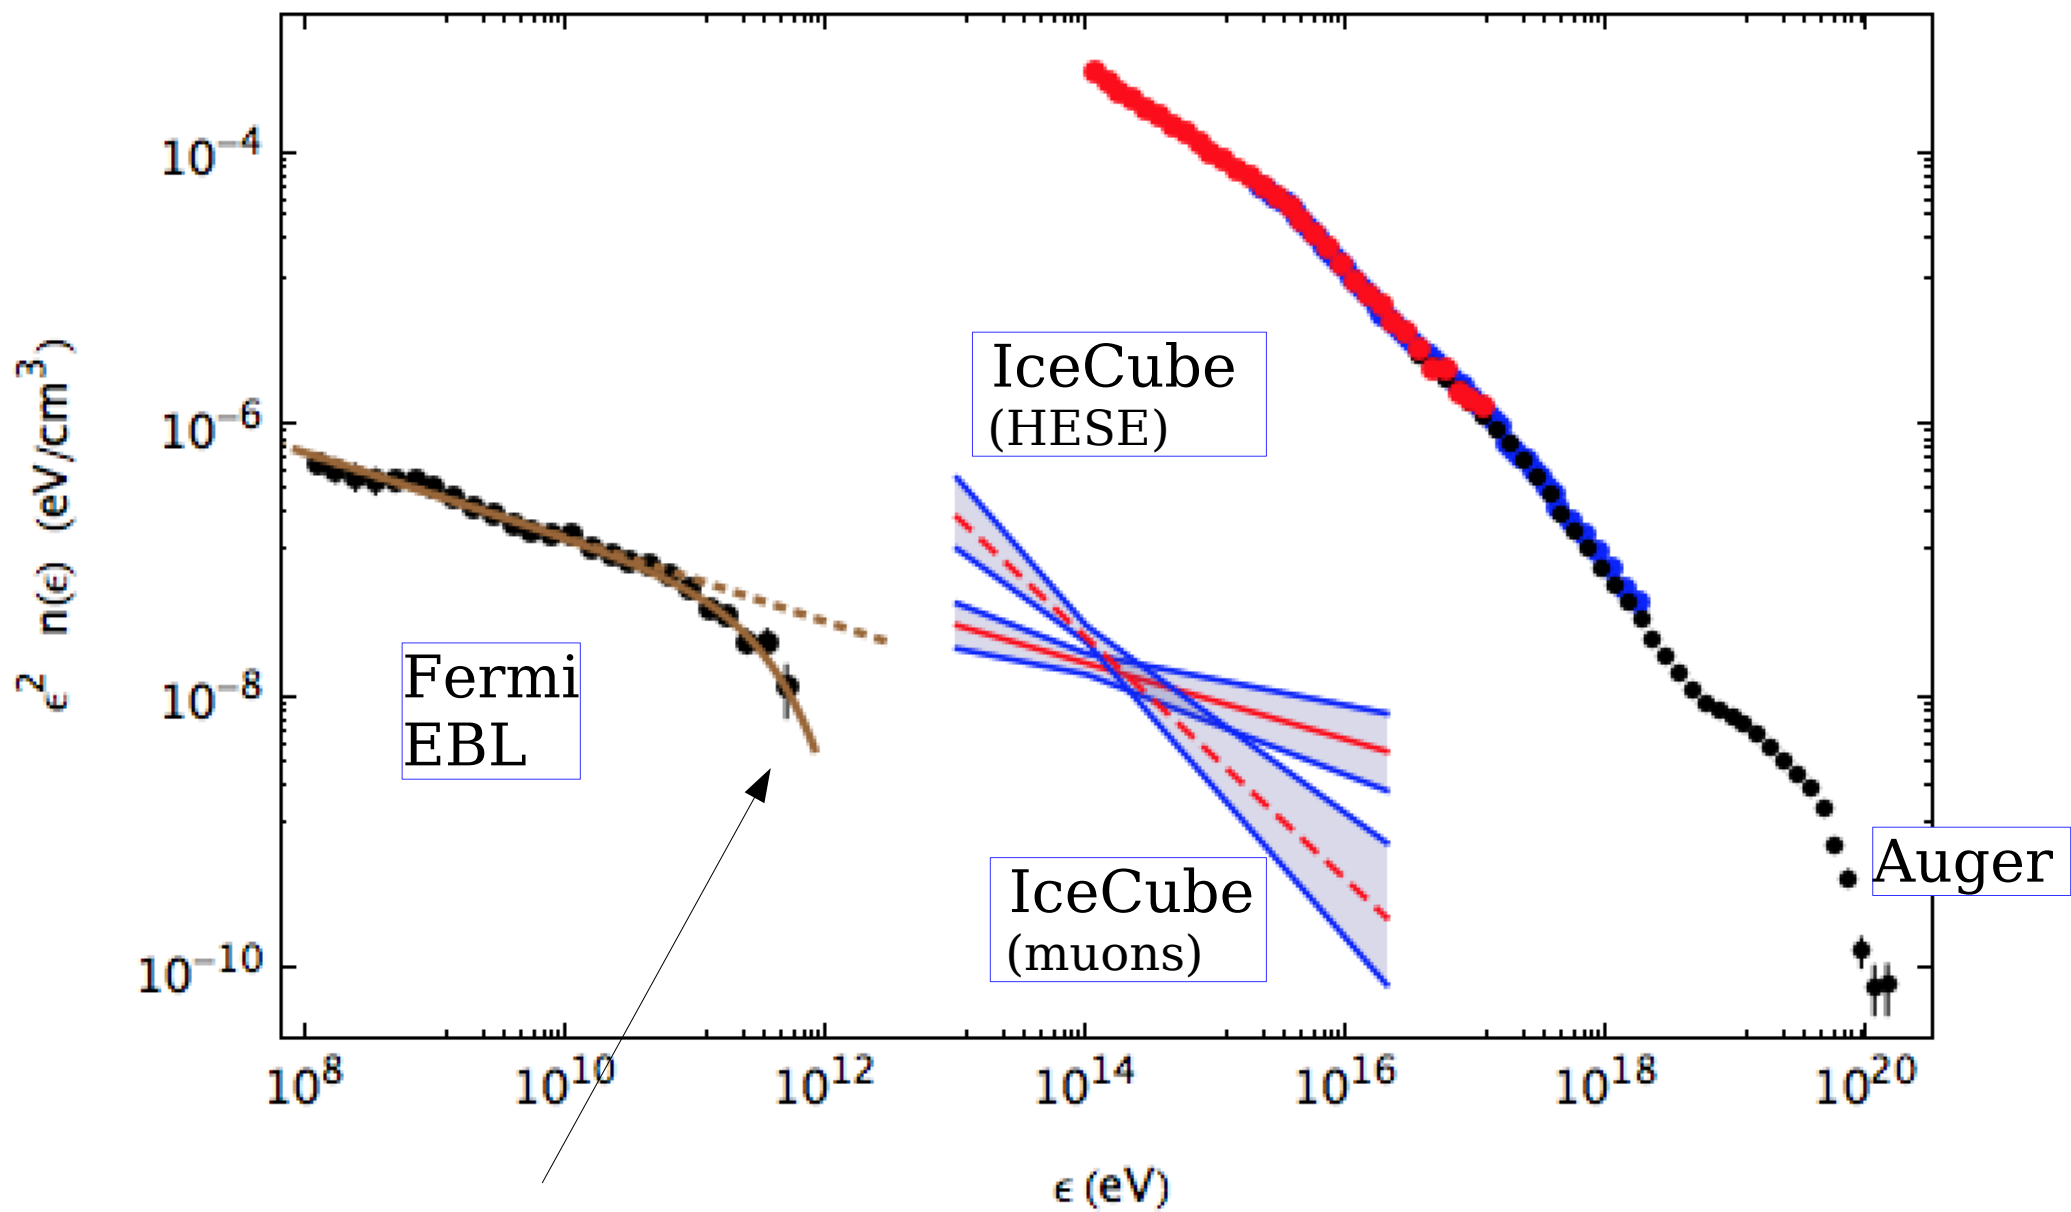 10⁻⁴
10⁻⁶
10⁻⁸
10⁻¹⁰
ϵ² n(ϵ) (eV/cm³)
IceCube
(HESE)
Fermi
EBL
IceCube
(muons)
Auger
10⁸ 10¹⁰ 10¹² 10¹⁴ 10¹⁶ 10¹⁸ 10²⁰
ϵ (eV)